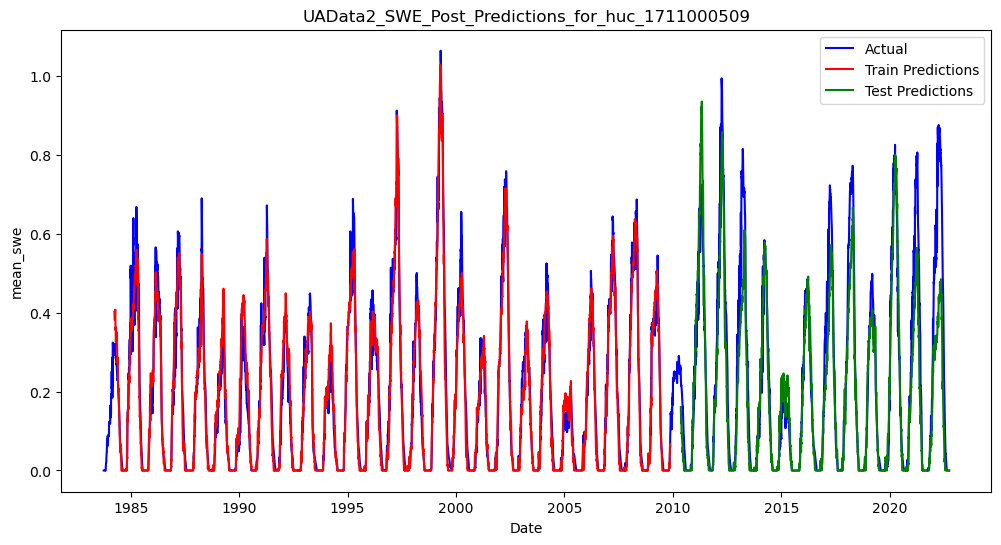 UAData2_SWE_Post_Predictions_for_huc_1711000509
Actual
Train Predictions
Test Predictions
mean_swe
1.0
0.8
0.6
0.4
0.2
0.0
1985 1990 1995 2000 2005 2010 2015 2020
Date